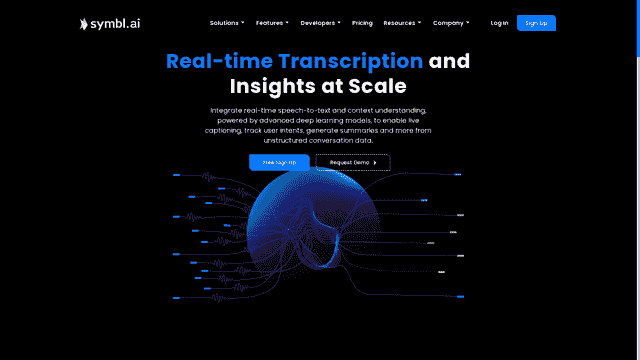 symbl.ai
Solutions Features Developers Pricing Resources Company Log In Sign Up
Real-time Transcription and
Insights at Scale
Integrate real-time speech-to-text and context understanding,
powered by advanced deep learning models, to enable live
captioning, track user intents, generate summaries and more from
unstructured conversation data.
Free Sign Up Request Demo